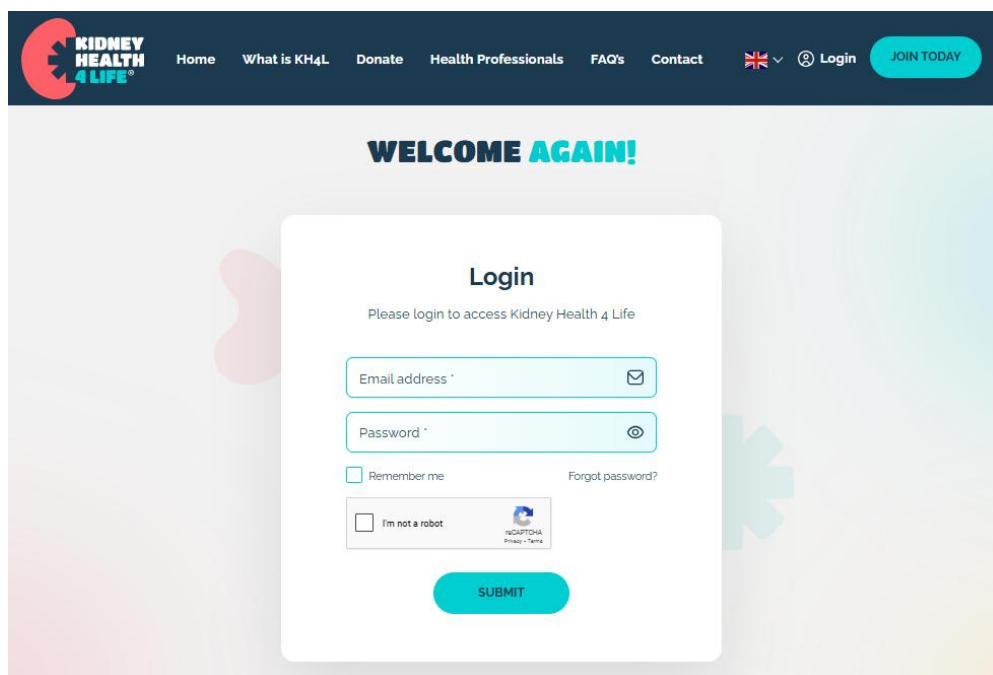 KIDNEY
HEALTH
4 LIFE®
Home What is KH4L Donate Health Professionals FAQ's Contact Login JOIN TODAY
WELCOME AGAIN!
Login
Please login to access Kidney Health 4 Life
Email address *
Password *
Remember me Forgot password?
I'm not a robot
reCAPTCHA
Privacy - Terms
SUBMIT